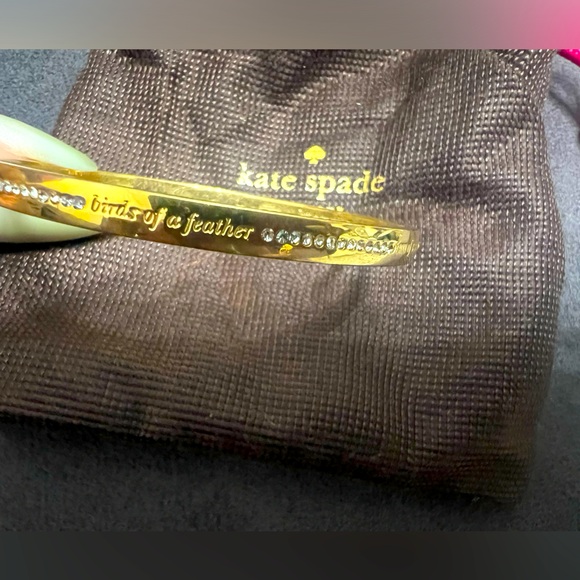 kate spade
birds of a feather